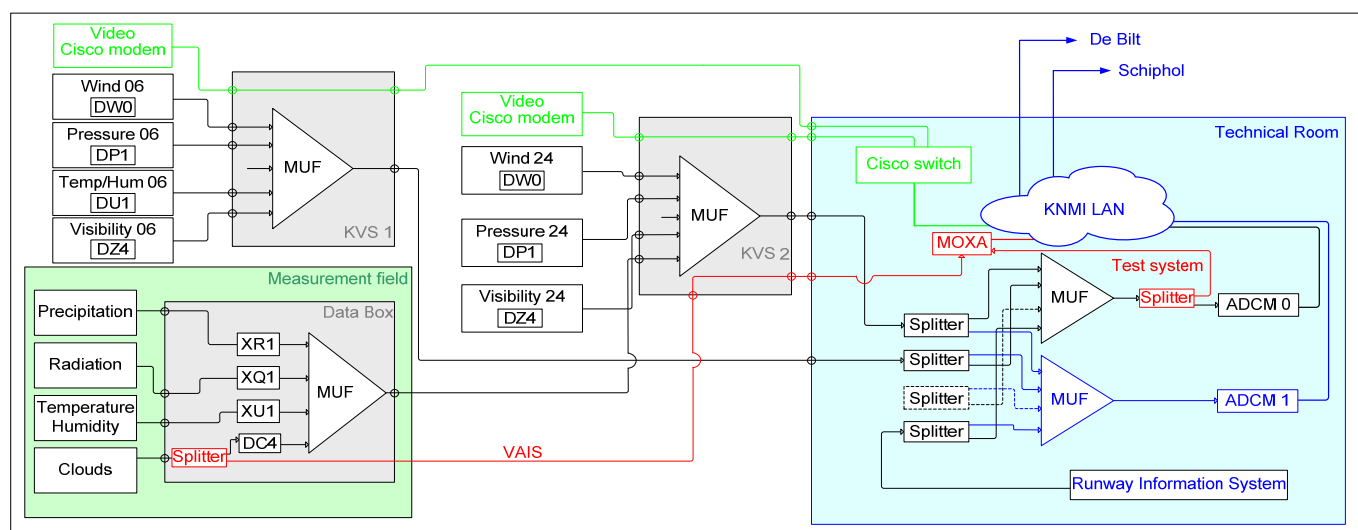 Video
Cisco modem
Wind 06
DW0
Pressure 06
DP1
Temp/Hum 06
DU1
Visibility 06
DZ4
MUF
KVS 1
Measurement field
Precipitation
Radiation
Temperature
Humidity
Clouds
Data Box
XR1
XQ1
XU1
DC4
Splitter
MUF
VAIS
Video
Cisco modem
Wind 24
DW0
Pressure 24
DP1
Visibility 24
DZ4
MUF
KVS 2
De Bilt
Schiphol
Technical Room
Cisco switch
KNMI LAN
MOXA
Test system
MUF
Splitter
ADCM 0
Splitter
Splitter
Splitter
Splitter
MUF
ADCM 1
Runway Information System